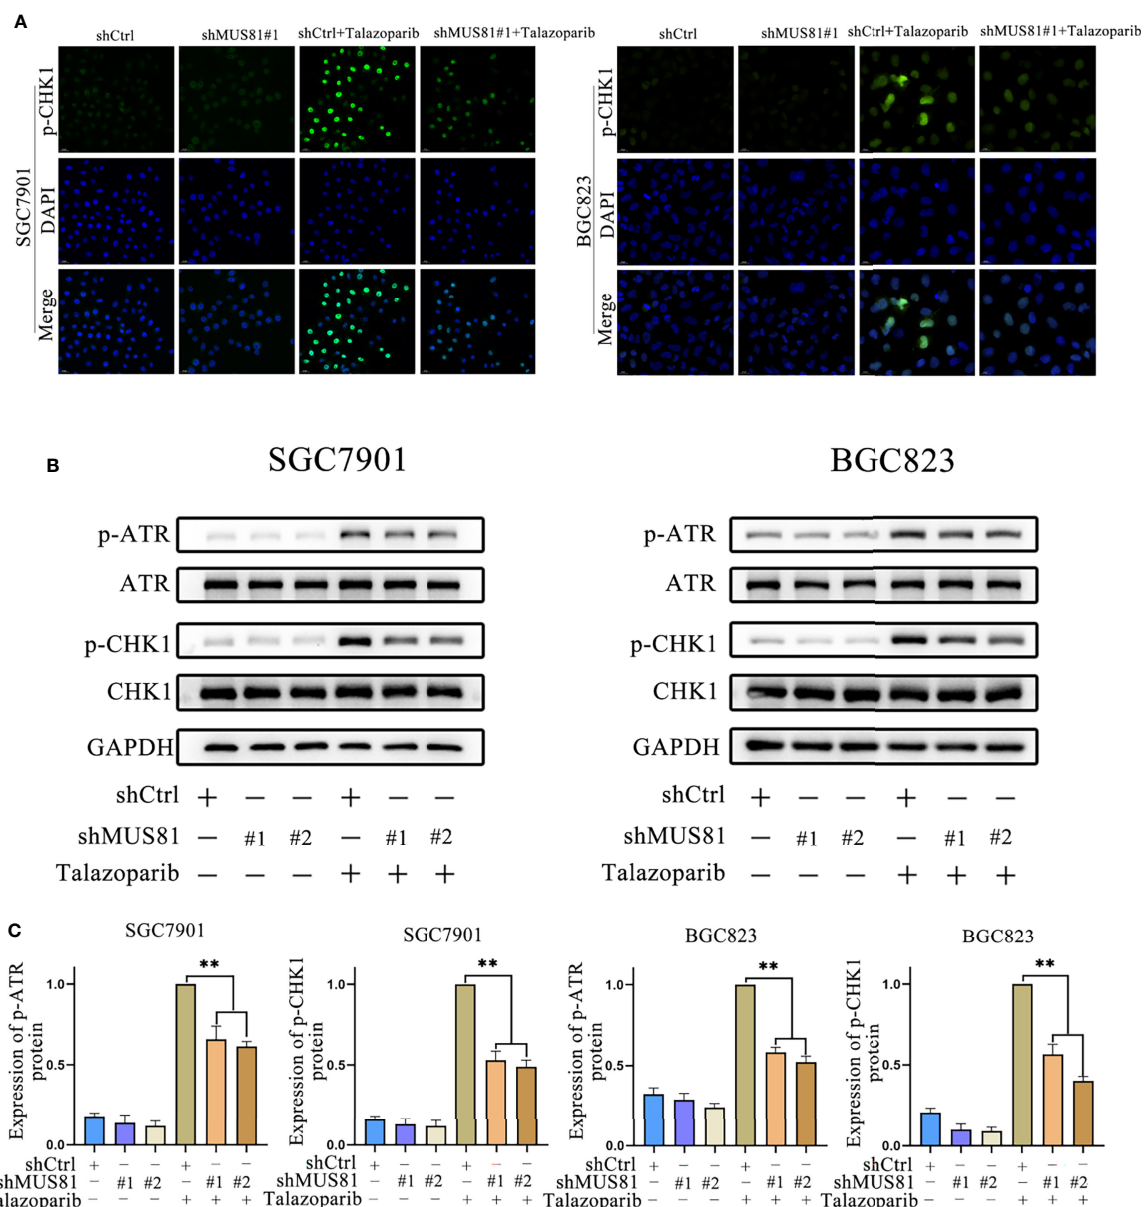 A
shCtrl shMUS81#1 shCtrl+Talazoparib shMUS81#1+Talazoparib
shCtrl shMUS81#1 shCtrl+Talazoparib shMUS81#1+Talazoparib
SGC7901
p-CHK1
DAPI
Merge
BGC823
p-CHK1
DAPI
Merge
B
SGC7901
p-ATR
ATR
p-CHK1
CHK1
GAPDH
shCtrl + − − + − −
shMUS81 − #1 #2 − #1 #2
Talazoparib − − − + + +
BGC823
p-ATR
ATR
p-CHK1
CHK1
GAPDH
shCtrl + − − + − −
shMUS81 − #1 #2 − #1 #2
Talazoparib − − − + + +
C
SGC7901
Expression of p-ATR
protein
1.0
0.5
0.0
**
shCtrl + − − + − −
shMUS81 − #1 #2 − #1 #2
Talazoparib − − − + + +
SGC7901
Expression of p-CHK1
protein
1.0
0.5
0.0
**
shCtrl + − − + − −
shMUS81 − #1 #2 − #1 #2
Talazoparib − − − + + +
BGC823
Expression of p-ATR
protein
1.0
0.5
0.0
**
shCtrl + − − + − −
shMUS81 − #1 #2 − #1 #2
Talazoparib − − − + + +
BGC823
Expression of p-CHK1
protein
1.0
0.5
0.0
**
shCtrl + − − + − −
shMUS81 − #1 #2 − #1 #2
Talazoparib − − − + + +